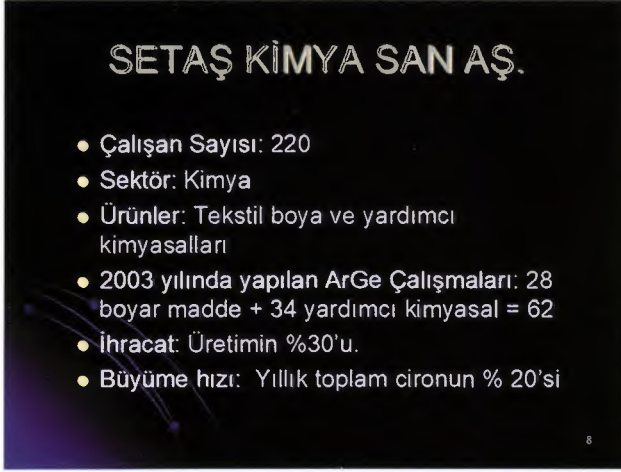 SETAŞ KİMYA SAN AŞ.
Çalışan Sayısı: 220
Sektör: Kimya
Ürünler: Tekstil boya ve yardımcı
kimyasalları
2003 yılında yapılan ArGe Çalışmaları: 28
boyar madde + 34 yardımcı kimyasal = 62
İhracat: Üretimin %30'u.
Büyüme hızı: Yıllık toplam cironun % 20'si
8